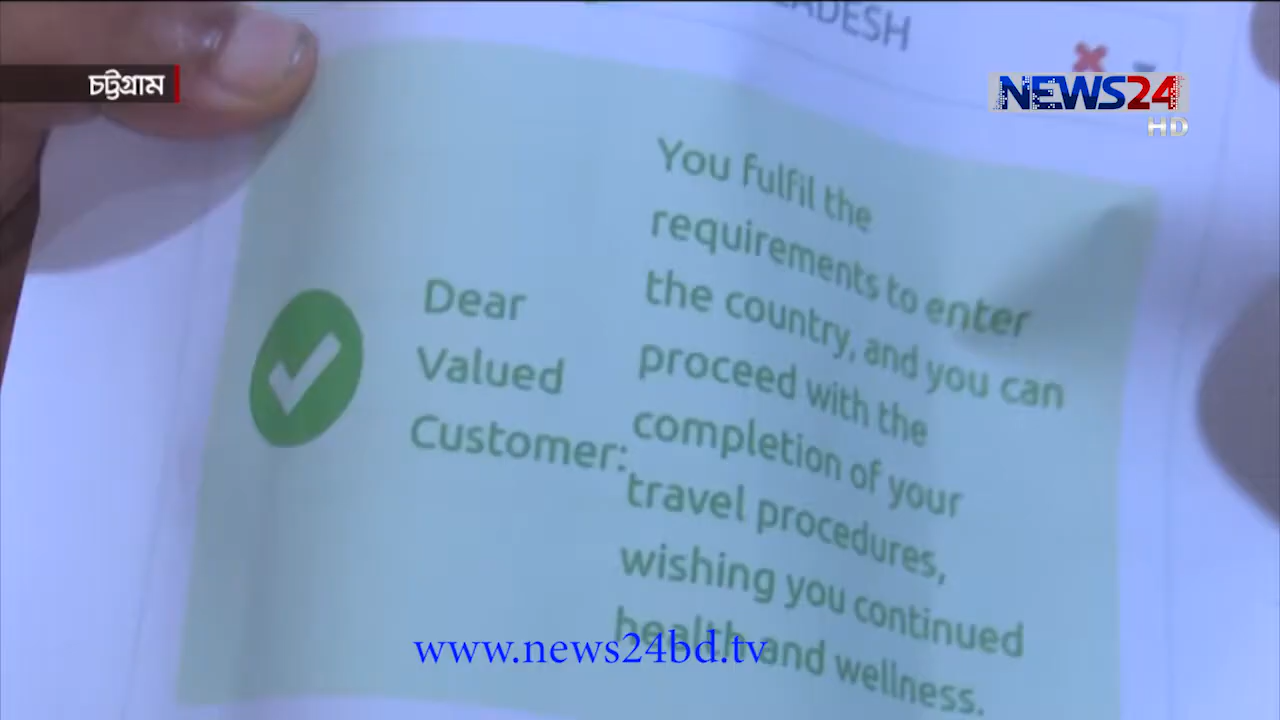 চট্টগ্রাম
NEWS24
HD
Dear
Valued
Customer:
You fulfil the
requirements to enter
the country, and you can
proceed with the
completion of your
travel procedures,
wishing you continued
health and wellness.
www.news24bd.tv